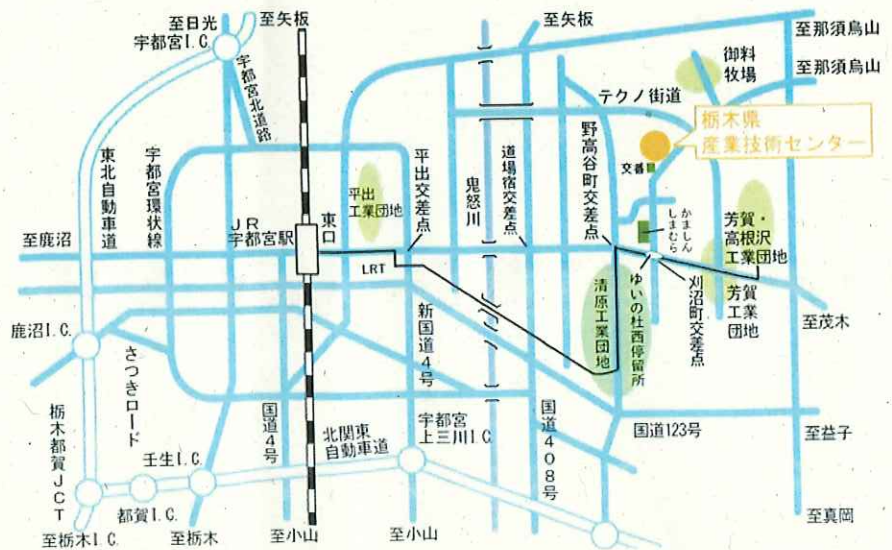 至日光
宇都宮I.C.
至矢板
宇都宮北道路
至矢板
至那須烏山
御料
牧場
至那須烏山
テクノ街道
栃木県
産業技術センター
交番
東北自動車道
宇都宮環状線
平出
工業団地
平出交差点
鬼怒川
道場宿交差点
野高谷町交差点
かましん
しまむら
芳賀・
高根沢
工業団地
至鹿沼
JR
宇都宮駅
東口
LRT
清原工業団地
ゆいの杜西停留所
刈沼町交差点
芳賀
工業
団地
至茂木
鹿沼I.C.
さつきロード
新国道4号
国道4号
北関東
自動車道
宇都宮
上三川I.C.
国道408号
国道123号
至益子
栃木都賀JCT
壬生I.C.
都賀I.C.
至栃木I.C.
至栃木
至小山
至小山
至真岡